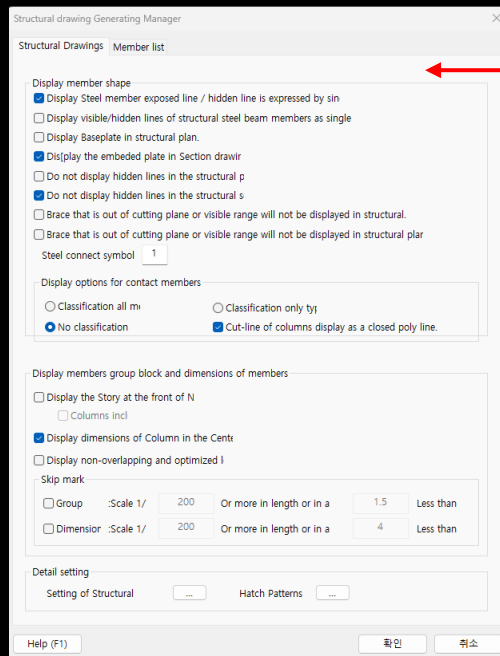 Structural drawing Generating Manager
Structural Drawings Member list
Display member shape
Display Steel member exposed line / hidden line is expressed by sin
Display visible/hidden lines of structural steel beam members as single
Display Baseplate in structural plan.
Dis[play the embeded plate in Section drawir
Do not display hidden lines in the structural p
Do not display hidden lines in the structural s
Brace that is out of cutting plane or visible range will not be displayed in structural.
Brace that is out of cutting plane or visible range will not be displayed in structural plar
Steel connect symbol 1
Display options for contact members
Classification all me Classification only typ
No classification Cut-line of columns display as a closed poly line.
Display members group block and dimensions of members
Display the Story at the front of N
Columns incl
Display dimensions of Column in the Cente
Display non-overlapping and optimized l
Skip mark
Group :Scale 1/ 200 Or more in length or in a 1.5 Less than
Dimension :Scale 1/ 200 Or more in length or in a 4 Less than
Detail setting
Setting of Structural ... Hatch Patterns ...
Help (F1) 확인 취소